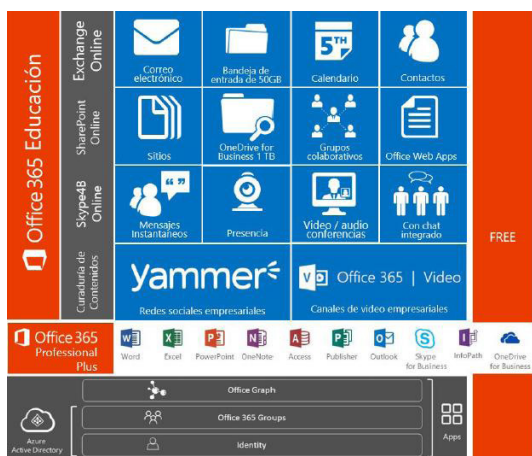 Office 365 Educación
Exchange
Online
Correo
electrónico
Bandeja de
entrada de 50GB
5TH
Calendario
Contactos
SharePoint
Online
Sitios
OneDrive for
Business 1 TB
Grupos
colaborativos
Office Web Apps
Skype4B
Online
Mensajes
Instantáneos
Presencia
Video / audio
conferencias
Con chat
integrado
FREE
Curaduría de
Contenidos
yammer
Redes sociales empresariales
Office 365 | Video
Canales de video empresariales
Office 365
Professional
Plus
Word
Excel
PowerPoint
OneNote
Access
Publisher
Outlook
Skype
for Business
InfoPath
OneDrive
for Business
Azure
Active Directory
Office Graph
Office 365 Groups
Identity
Apps